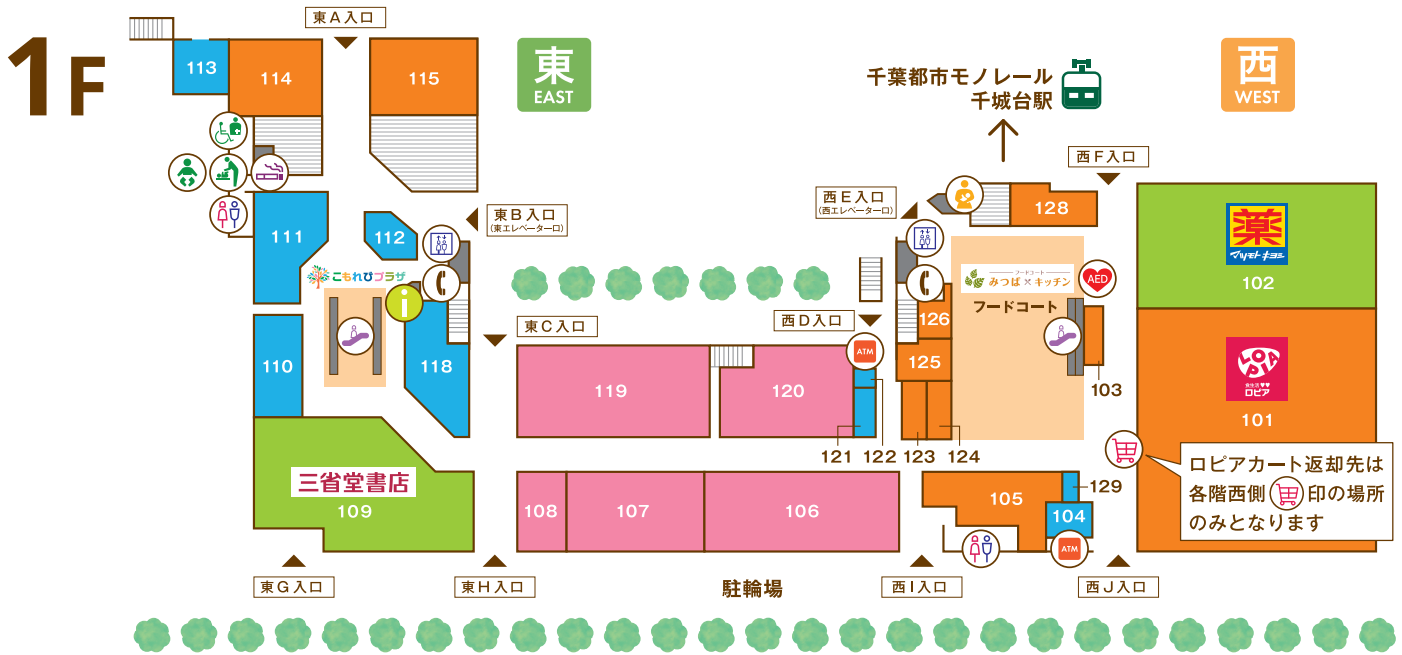 1F
東A入口
113
114
115
東
EAST
千葉都市モノレール
千城台駅
西
WEST
西F入口
西E入口
(西エレベーター口)
128
東B入口
(東エレベーター口)
111
112
こもれびプラザ
i
薬
マツモトキヨシ
102
フードコート
みつば×キッチン
フードコート
AED
126
西D入口
東C入口
ATM
125
103
110
118
119
120
LOPIA
食生活♥♥
ロピア
101
121
122
123
124
三省堂書店
109
108
107
106
105
129
104
ATM
ロピアカート返却先は
各階西側 印の場所
のみとなります
東G入口
東H入口
駐輪場
西I入口
西J入口